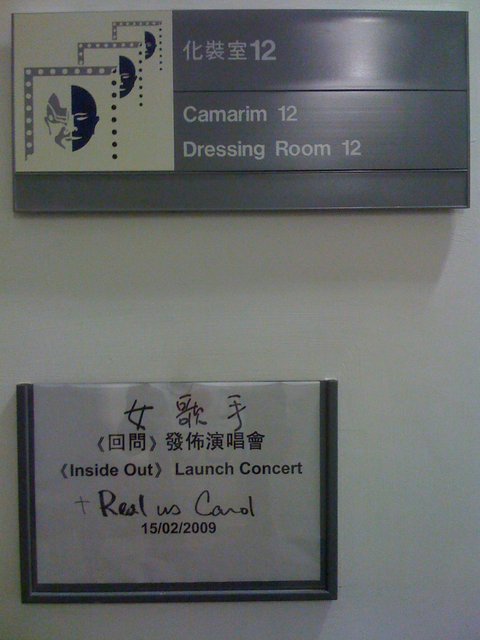 化裝室12
Camarim 12
Dressing Room 12
女歌手
《回問》發佈演唱會
《Inside Out》 Launch Concert
+ Real us Carol
15/02/2009